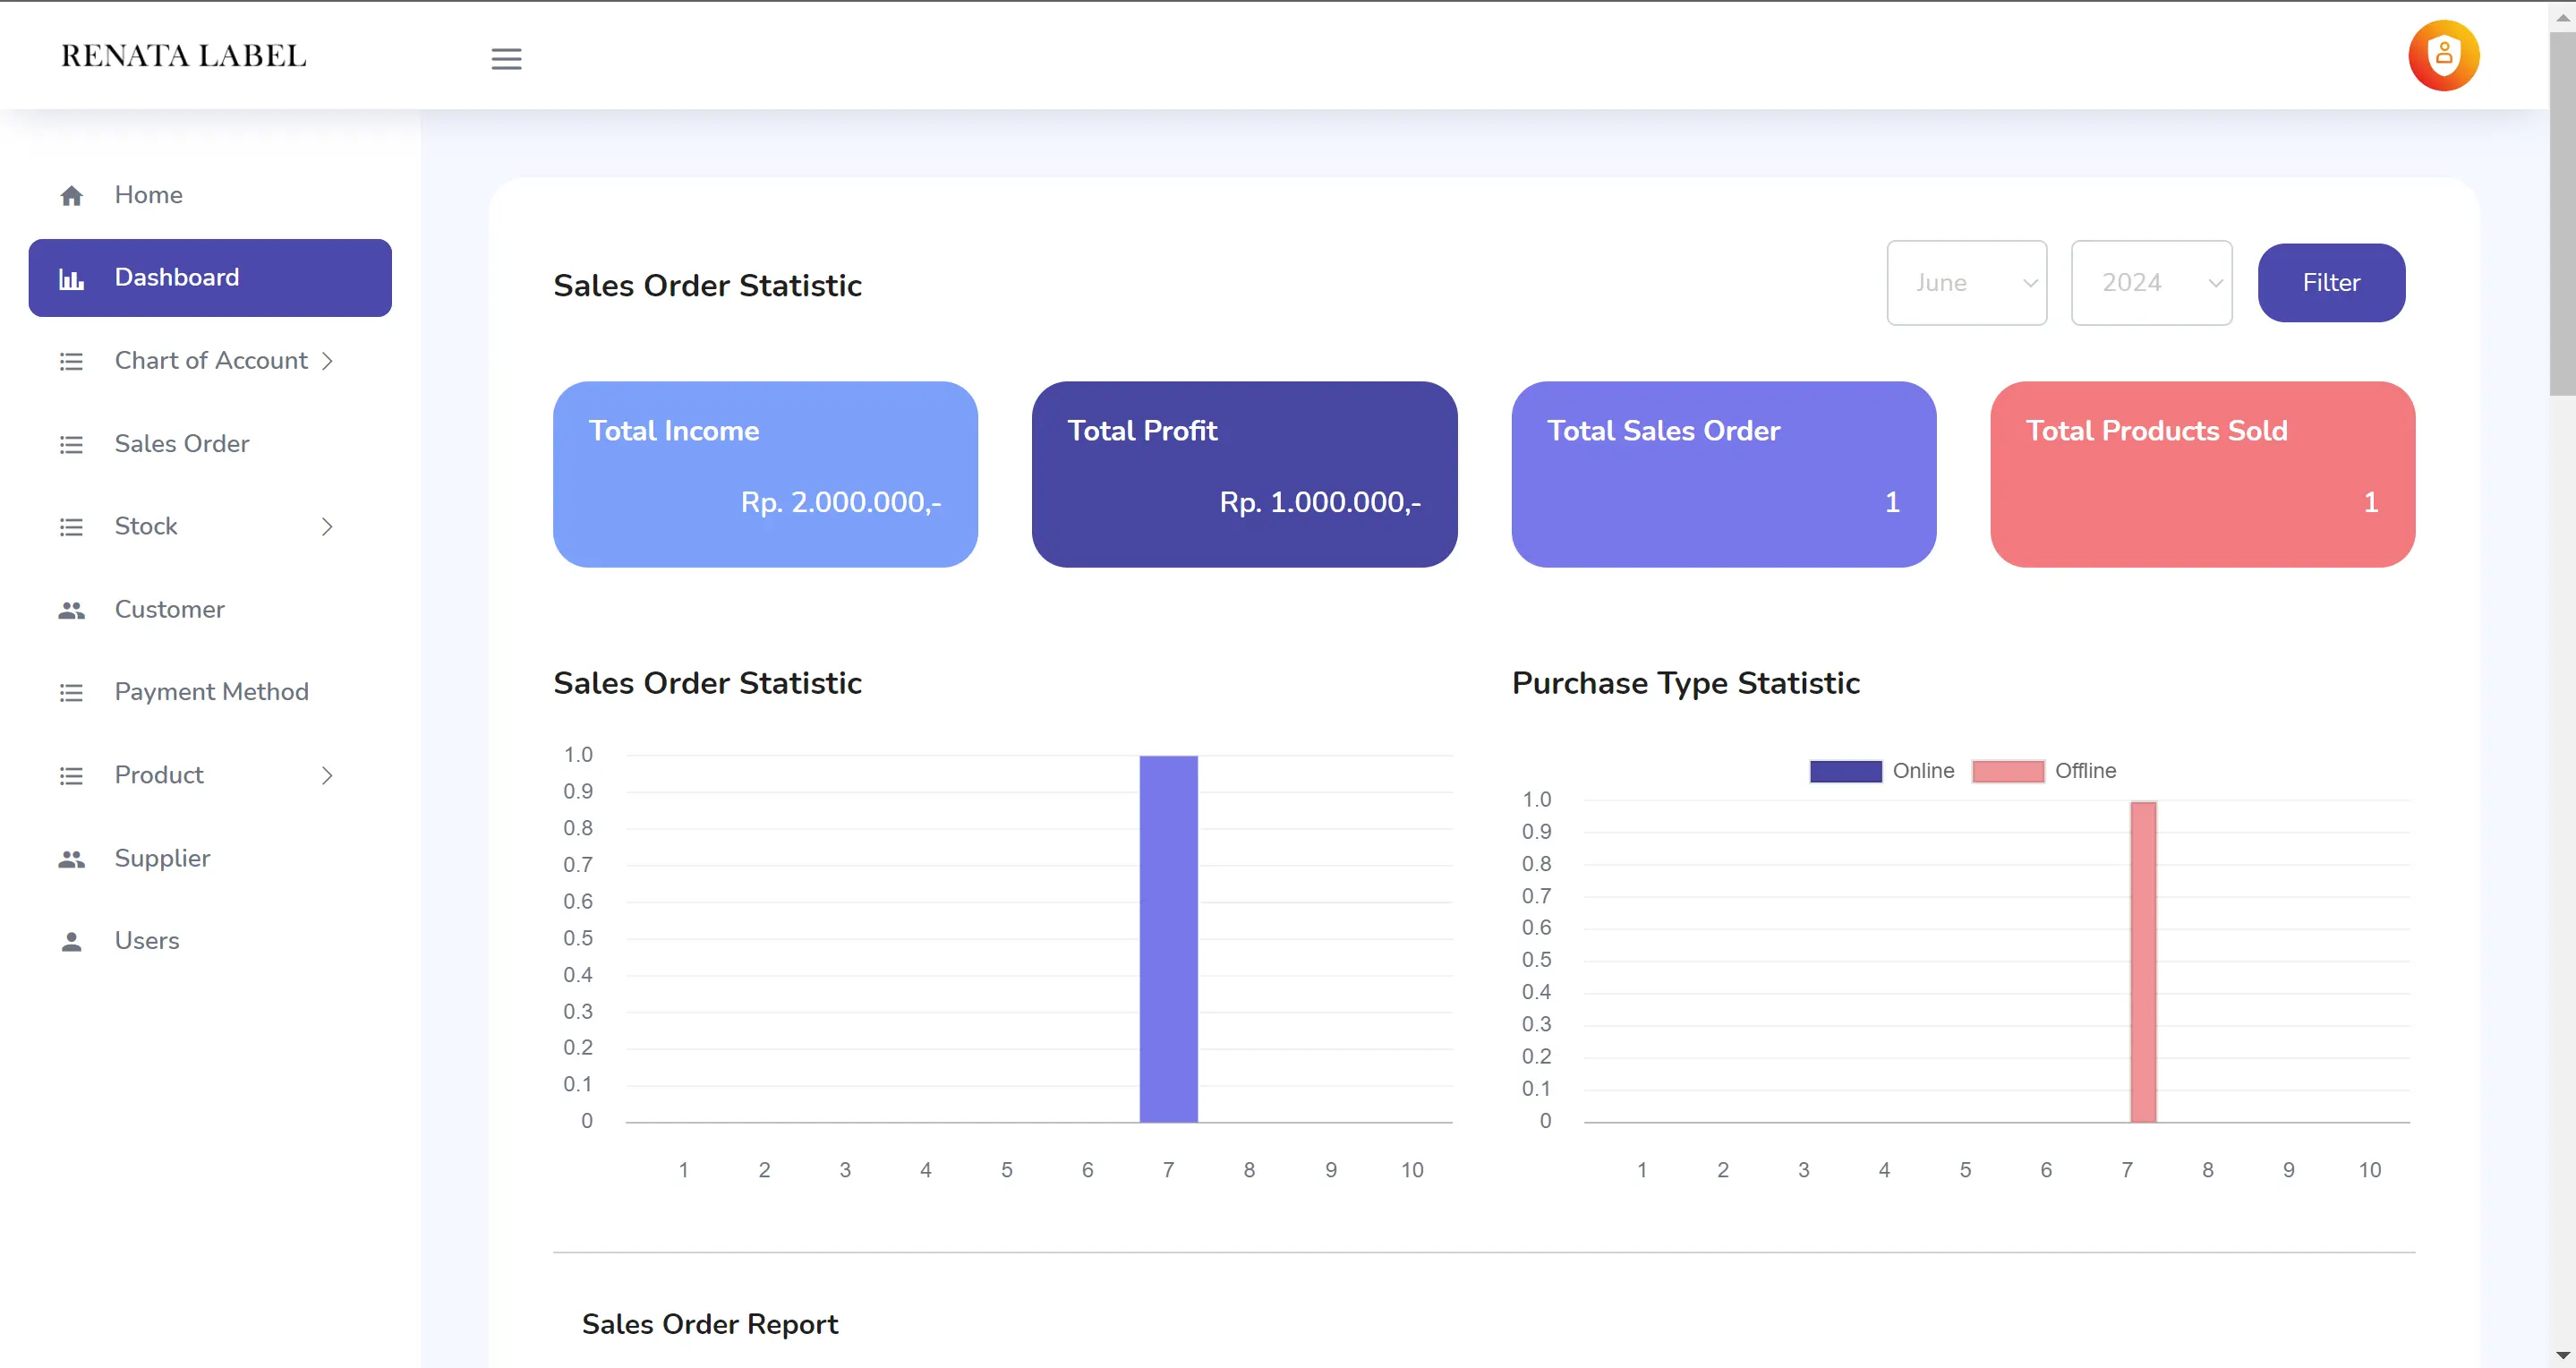 RENATA LABEL
Home
Dashboard
Chart of Account
Sales Order
Stock
Customer
Payment Method
Product
Supplier
Users
Sales Order Statistic
June
2024
Filter
Total Income
Rp. 2.000.000,-
Total Profit
Rp. 1.000.000,-
Total Sales Order
1
Total Products Sold
1
Sales Order Statistic
1.0
0.9
0.8
0.7
0.6
0.5
0.4
0.3
0.2
0.1
0
1 2 3 4 5 6 7 8 9 10
Purchase Type Statistic
Online Offline
1.0
0.9
0.8
0.7
0.6
0.5
0.4
0.3
0.2
0.1
0
1 2 3 4 5 6 7 8 9 10
Sales Order Report